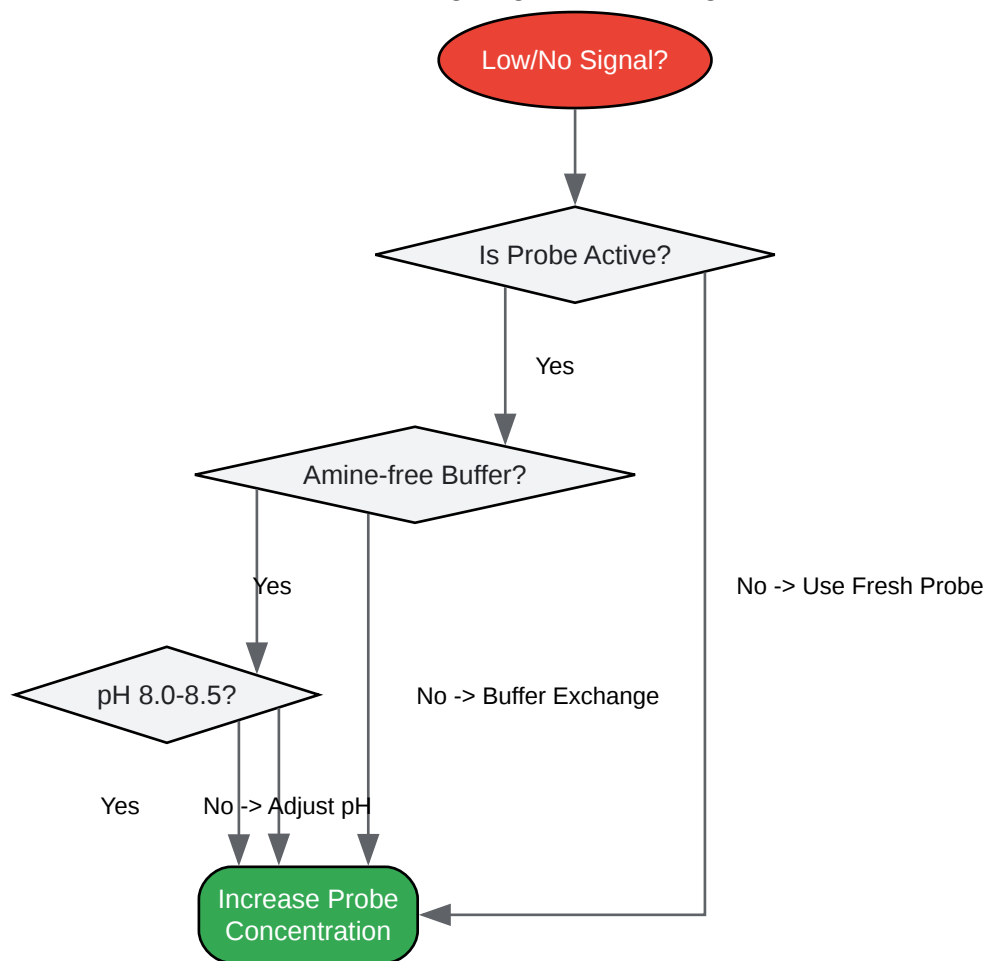 Low/No Signal?
Is Probe Active?
Yes
Amine-free Buffer?
Yes
No -> Use Fresh Probe
pH 8.0-8.5?
No -> Buffer Exchange
Yes
No -> Adjust pH
Increase Probe
Concentration